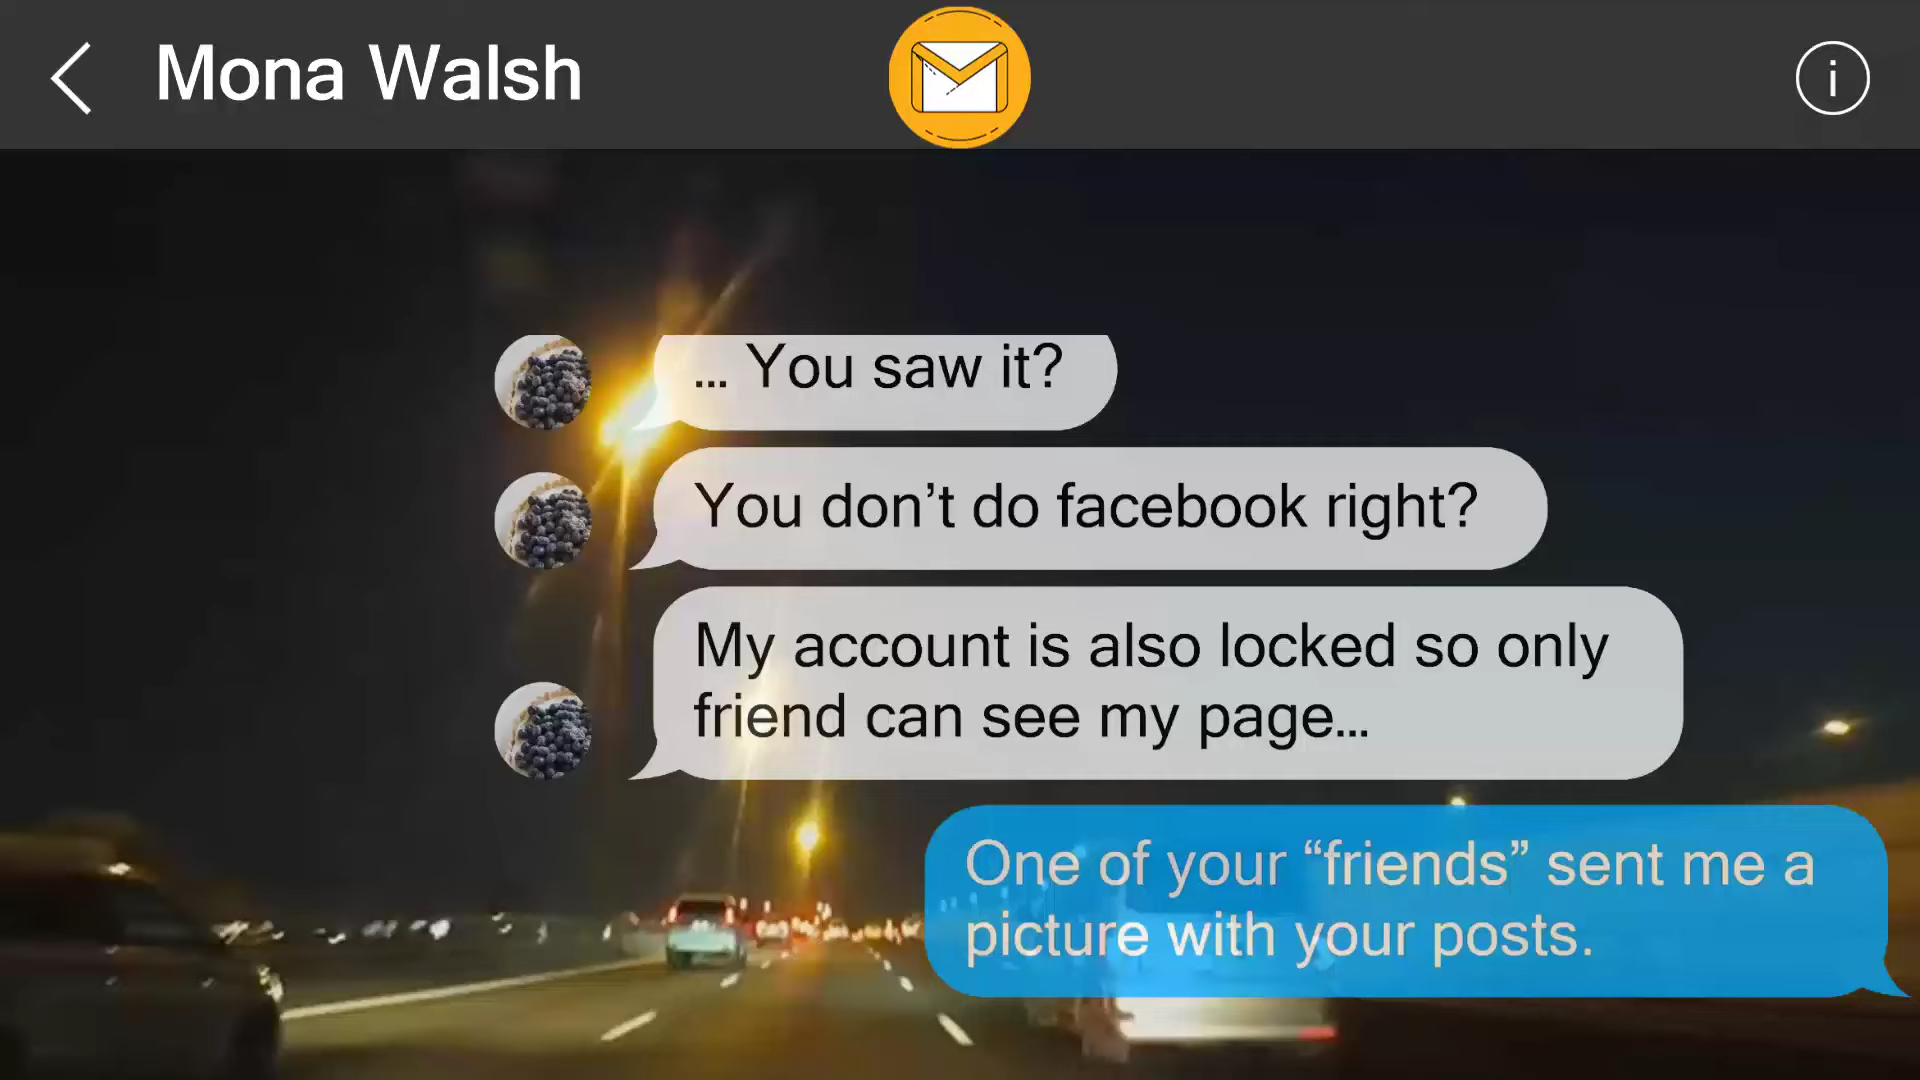 Mona Walsh
i
... You saw it?
You don’t do facebook right?
My account is also locked so only
friend can see my page...
One of your “friends” sent me a
picture with your posts.